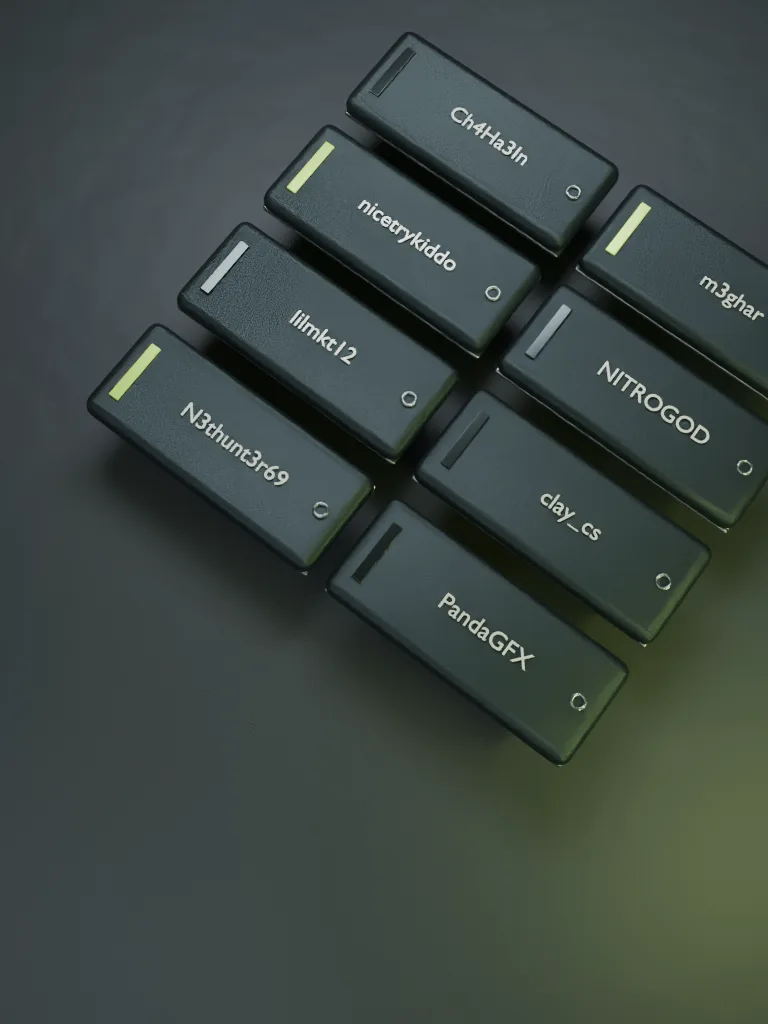 Ch4Ha3ln
nicetrykiddo
lilmkt12
N3thunt3r69
m3ghar
NITROGOD
clay_cs
PandaGFX